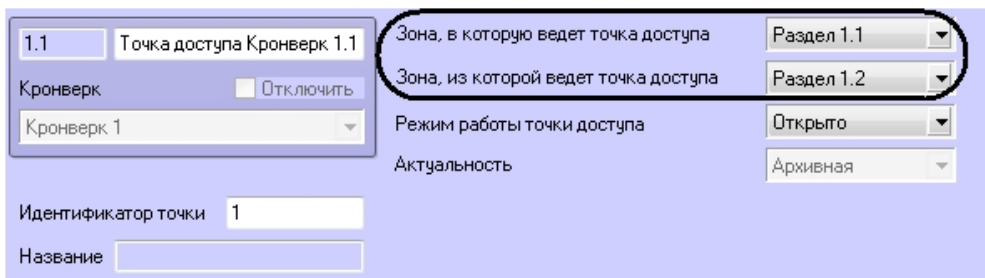 1.1 Точка доступа Кронверк 1.1
Кронверк Отключить
Кронверк 1
Идентификатор точки 1
Название
Зона, в которую ведет точка доступа Раздел 1.1
Зона, из которой ведет точка доступа Раздел 1.2
Режим работы точки доступа Открыто
Актуальность Архивная